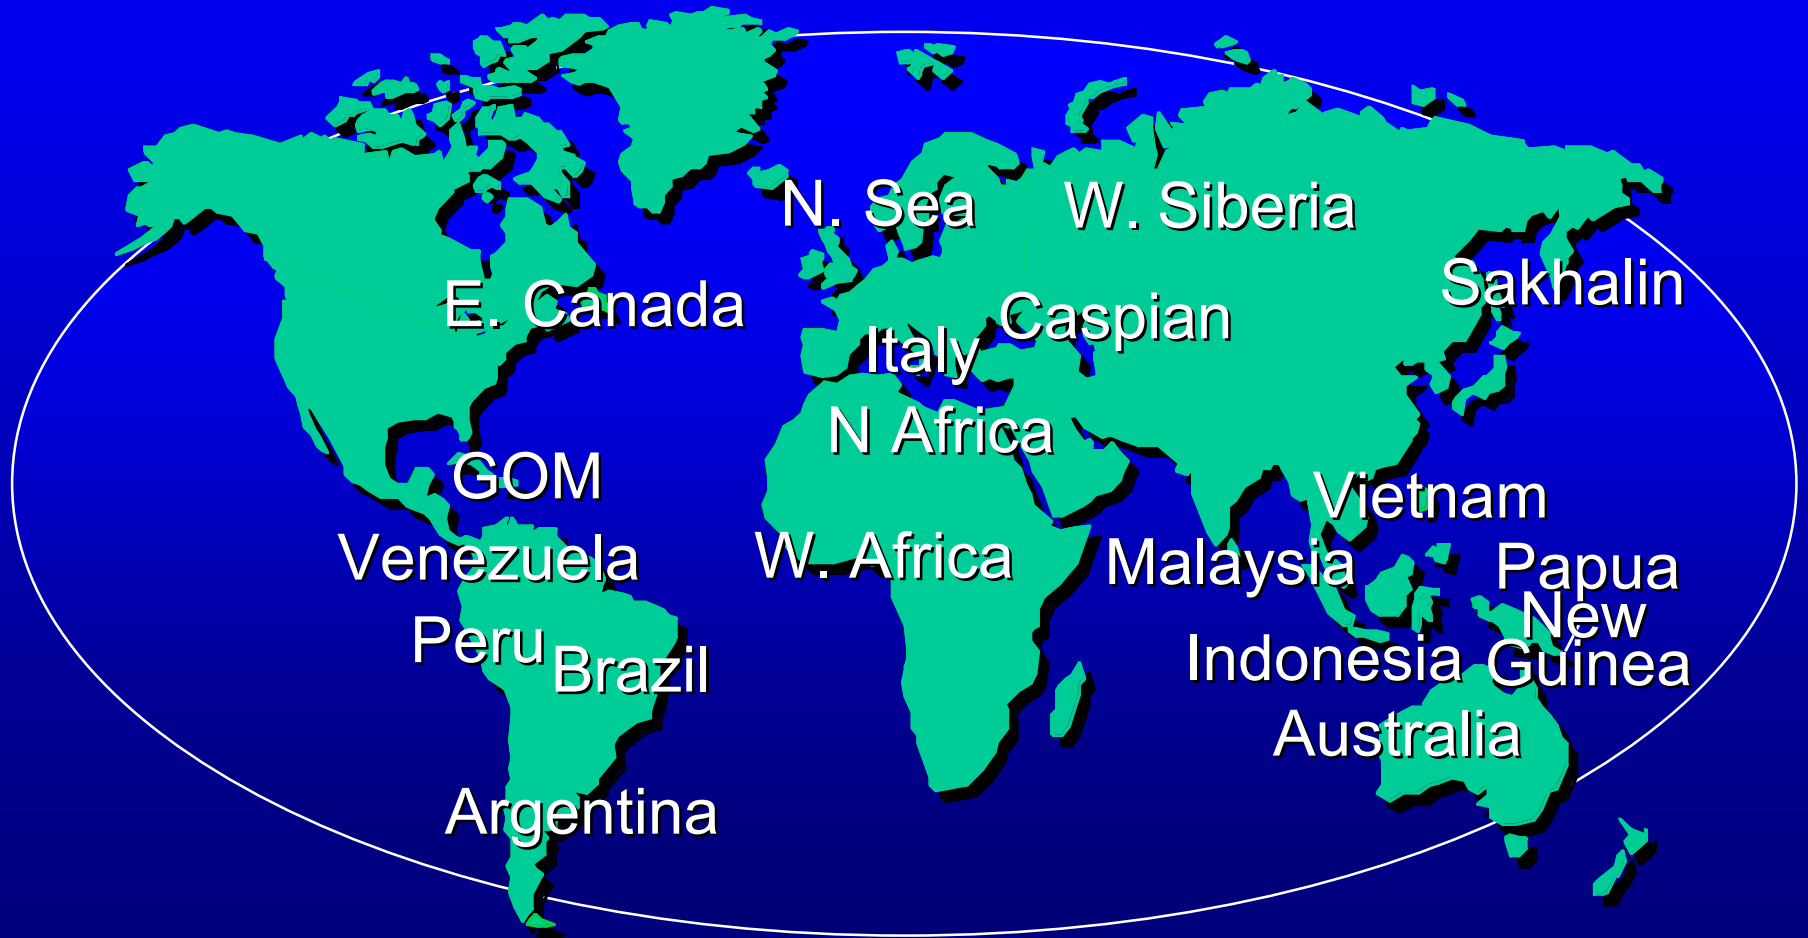 N. Sea
W. Siberia
Sakhalin
E. Canada
Caspian
Italy
N Africa
GOM
Vietnam
Venezuela
W. Africa
Malaysia
Papua
New
Guinea
Peru
Brazil
Indonesia
Australia
Argentina